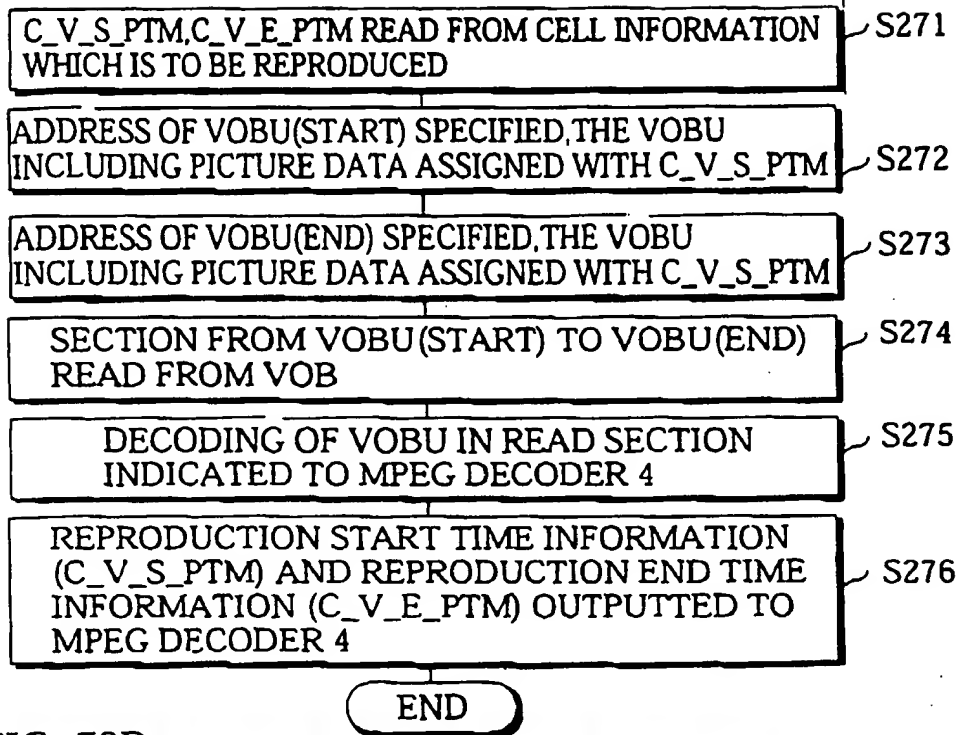 C_V_S_PTM,C_V_E_PTM READ FROM CELL INFORMATION
WHICH IS TO BE REPRODUCED
S271
ADDRESS OF VOBU(START) SPECIFIED,THE VOBU
INCLUDING PICTURE DATA ASSIGNED WITH C_V_S_PTM
S272
ADDRESS OF VOBU(END) SPECIFIED,THE VOBU
INCLUDING PICTURE DATA ASSIGNED WITH C_V_S_PTM
S273
SECTION FROM VOBU(START) TO VOBU(END)
READ FROM VOB
S274
DECODING OF VOBU IN READ SECTION
INDICATED TO MPEG DECODER 4
S275
REPRODUCTION START TIME INFORMATION
(C_V_S_PTM) AND REPRODUCTION END TIME
INFORMATION (C_V_E_PTM) OUTPUTTED TO
MPEG DECODER 4
S276
END